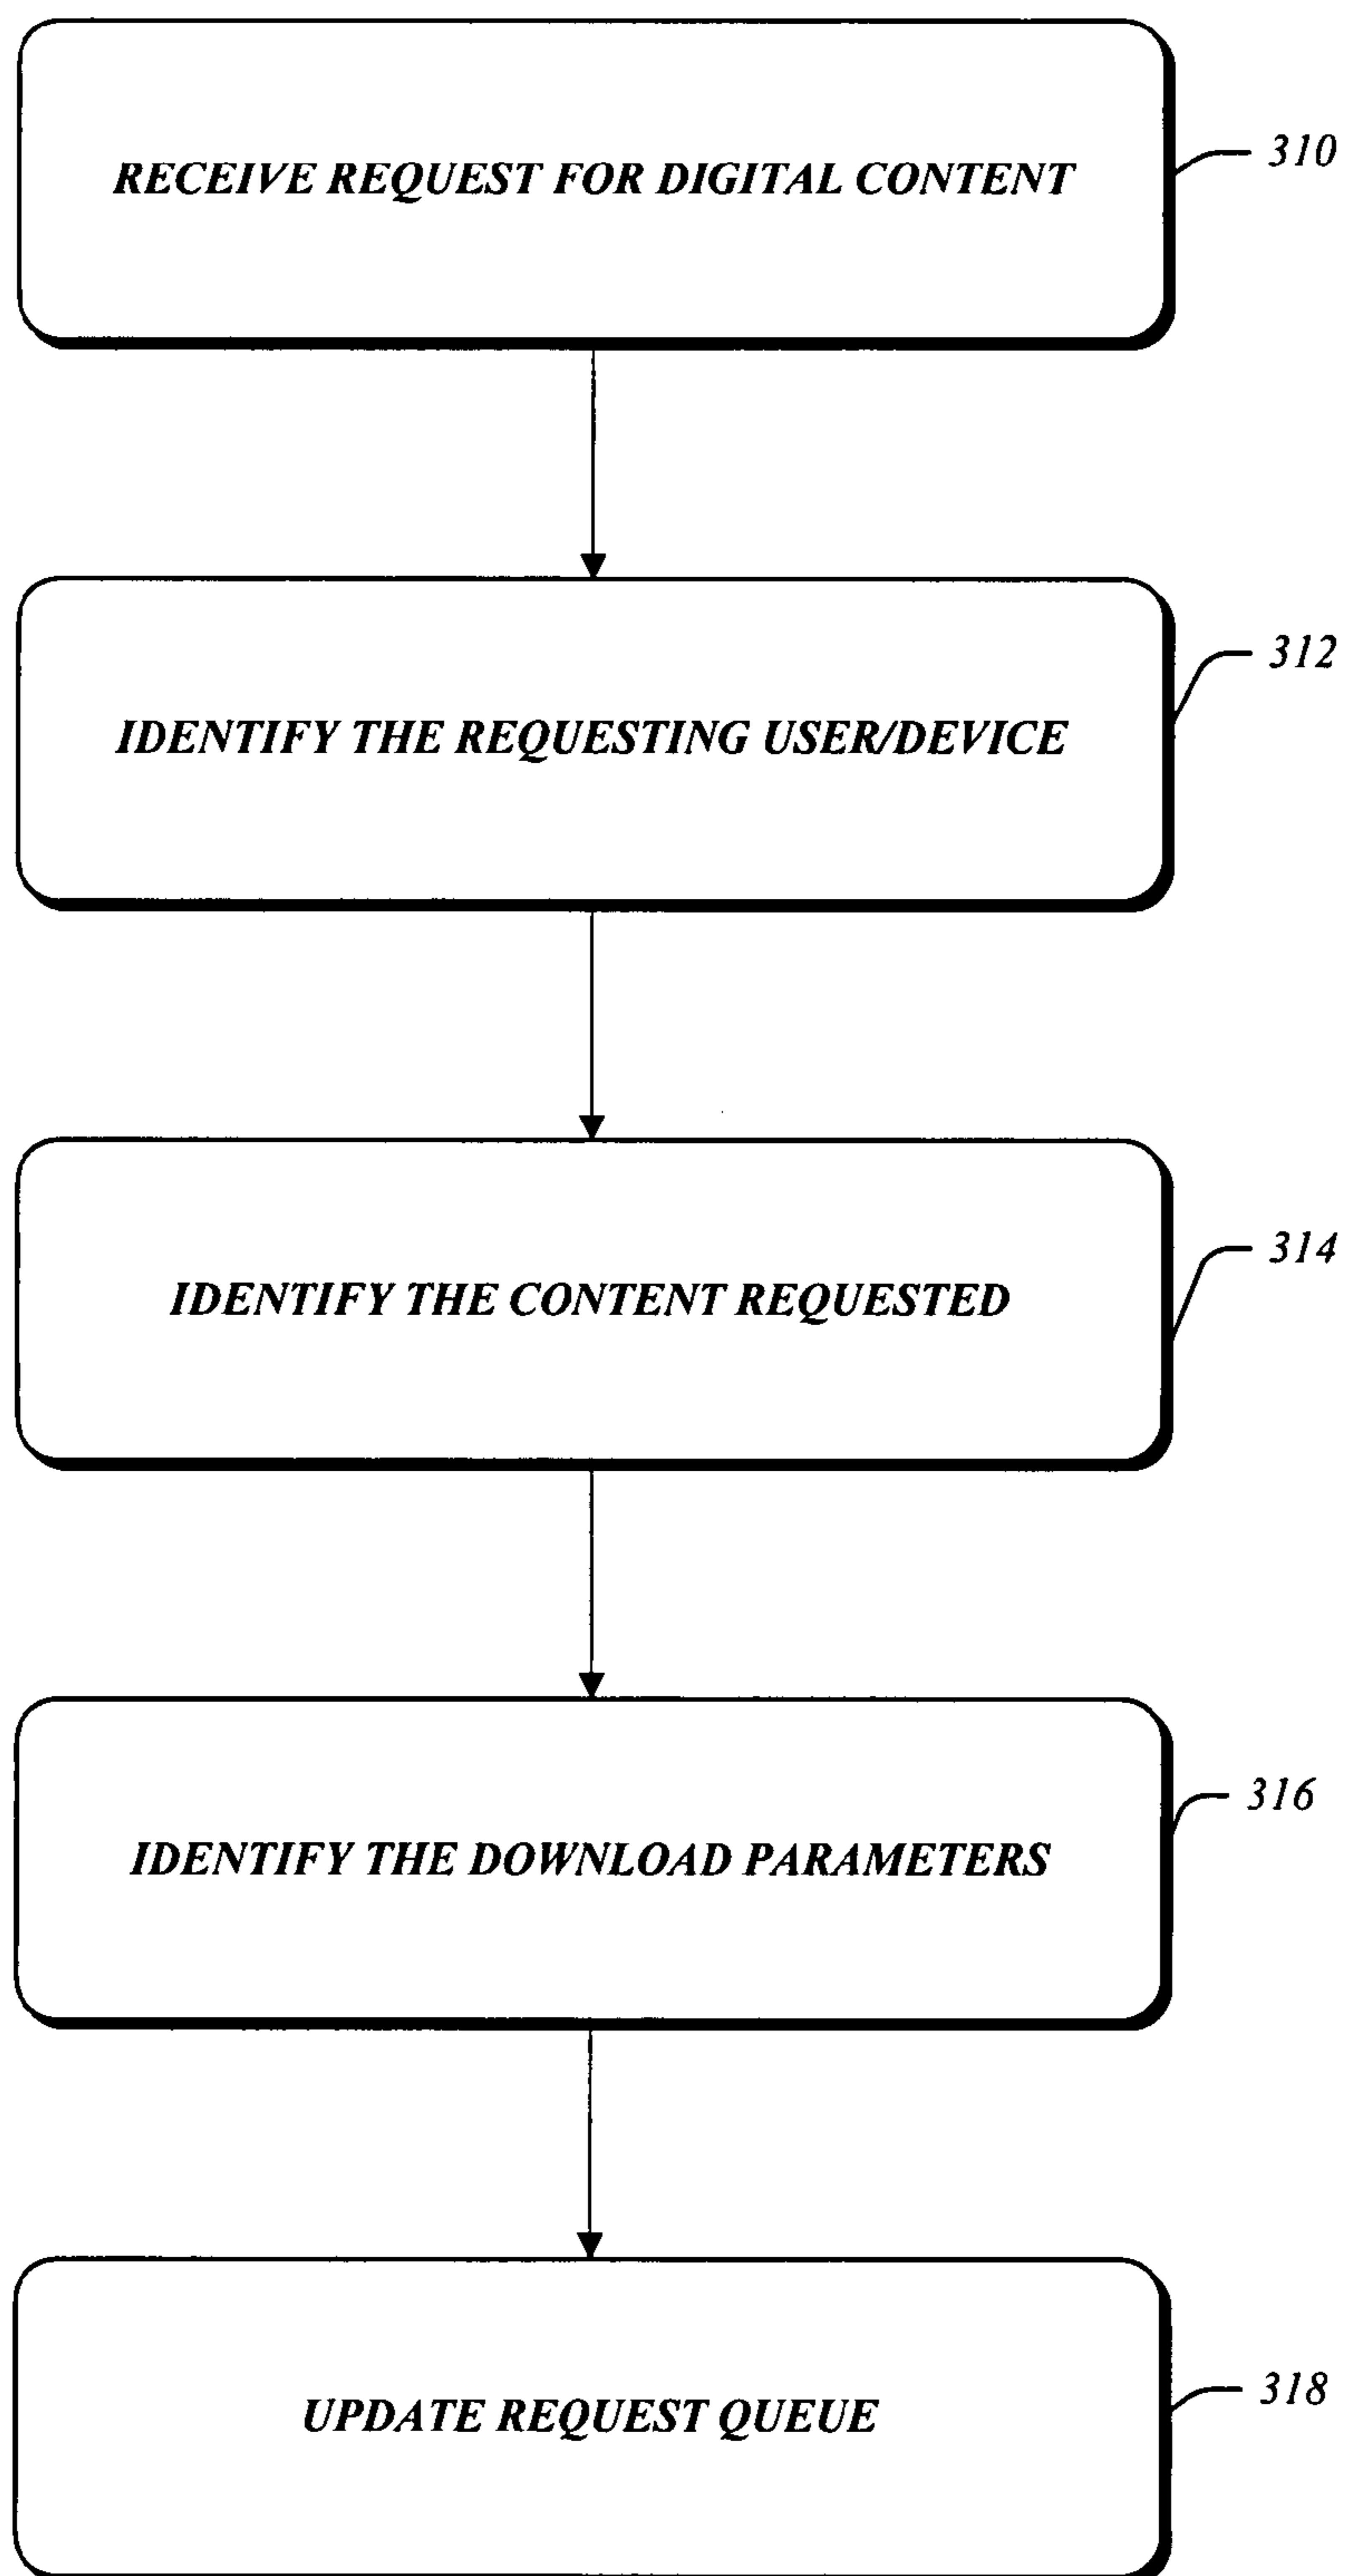 RECEIVE REQUEST FOR DIGITAL CONTENT
310
IDENTIFY THE REQUESTING USER/DEVICE
312
IDENTIFY THE CONTENT REQUESTED
314
IDENTIFY THE DOWNLOAD PARAMETERS
316
UPDATE REQUEST QUEUE
318